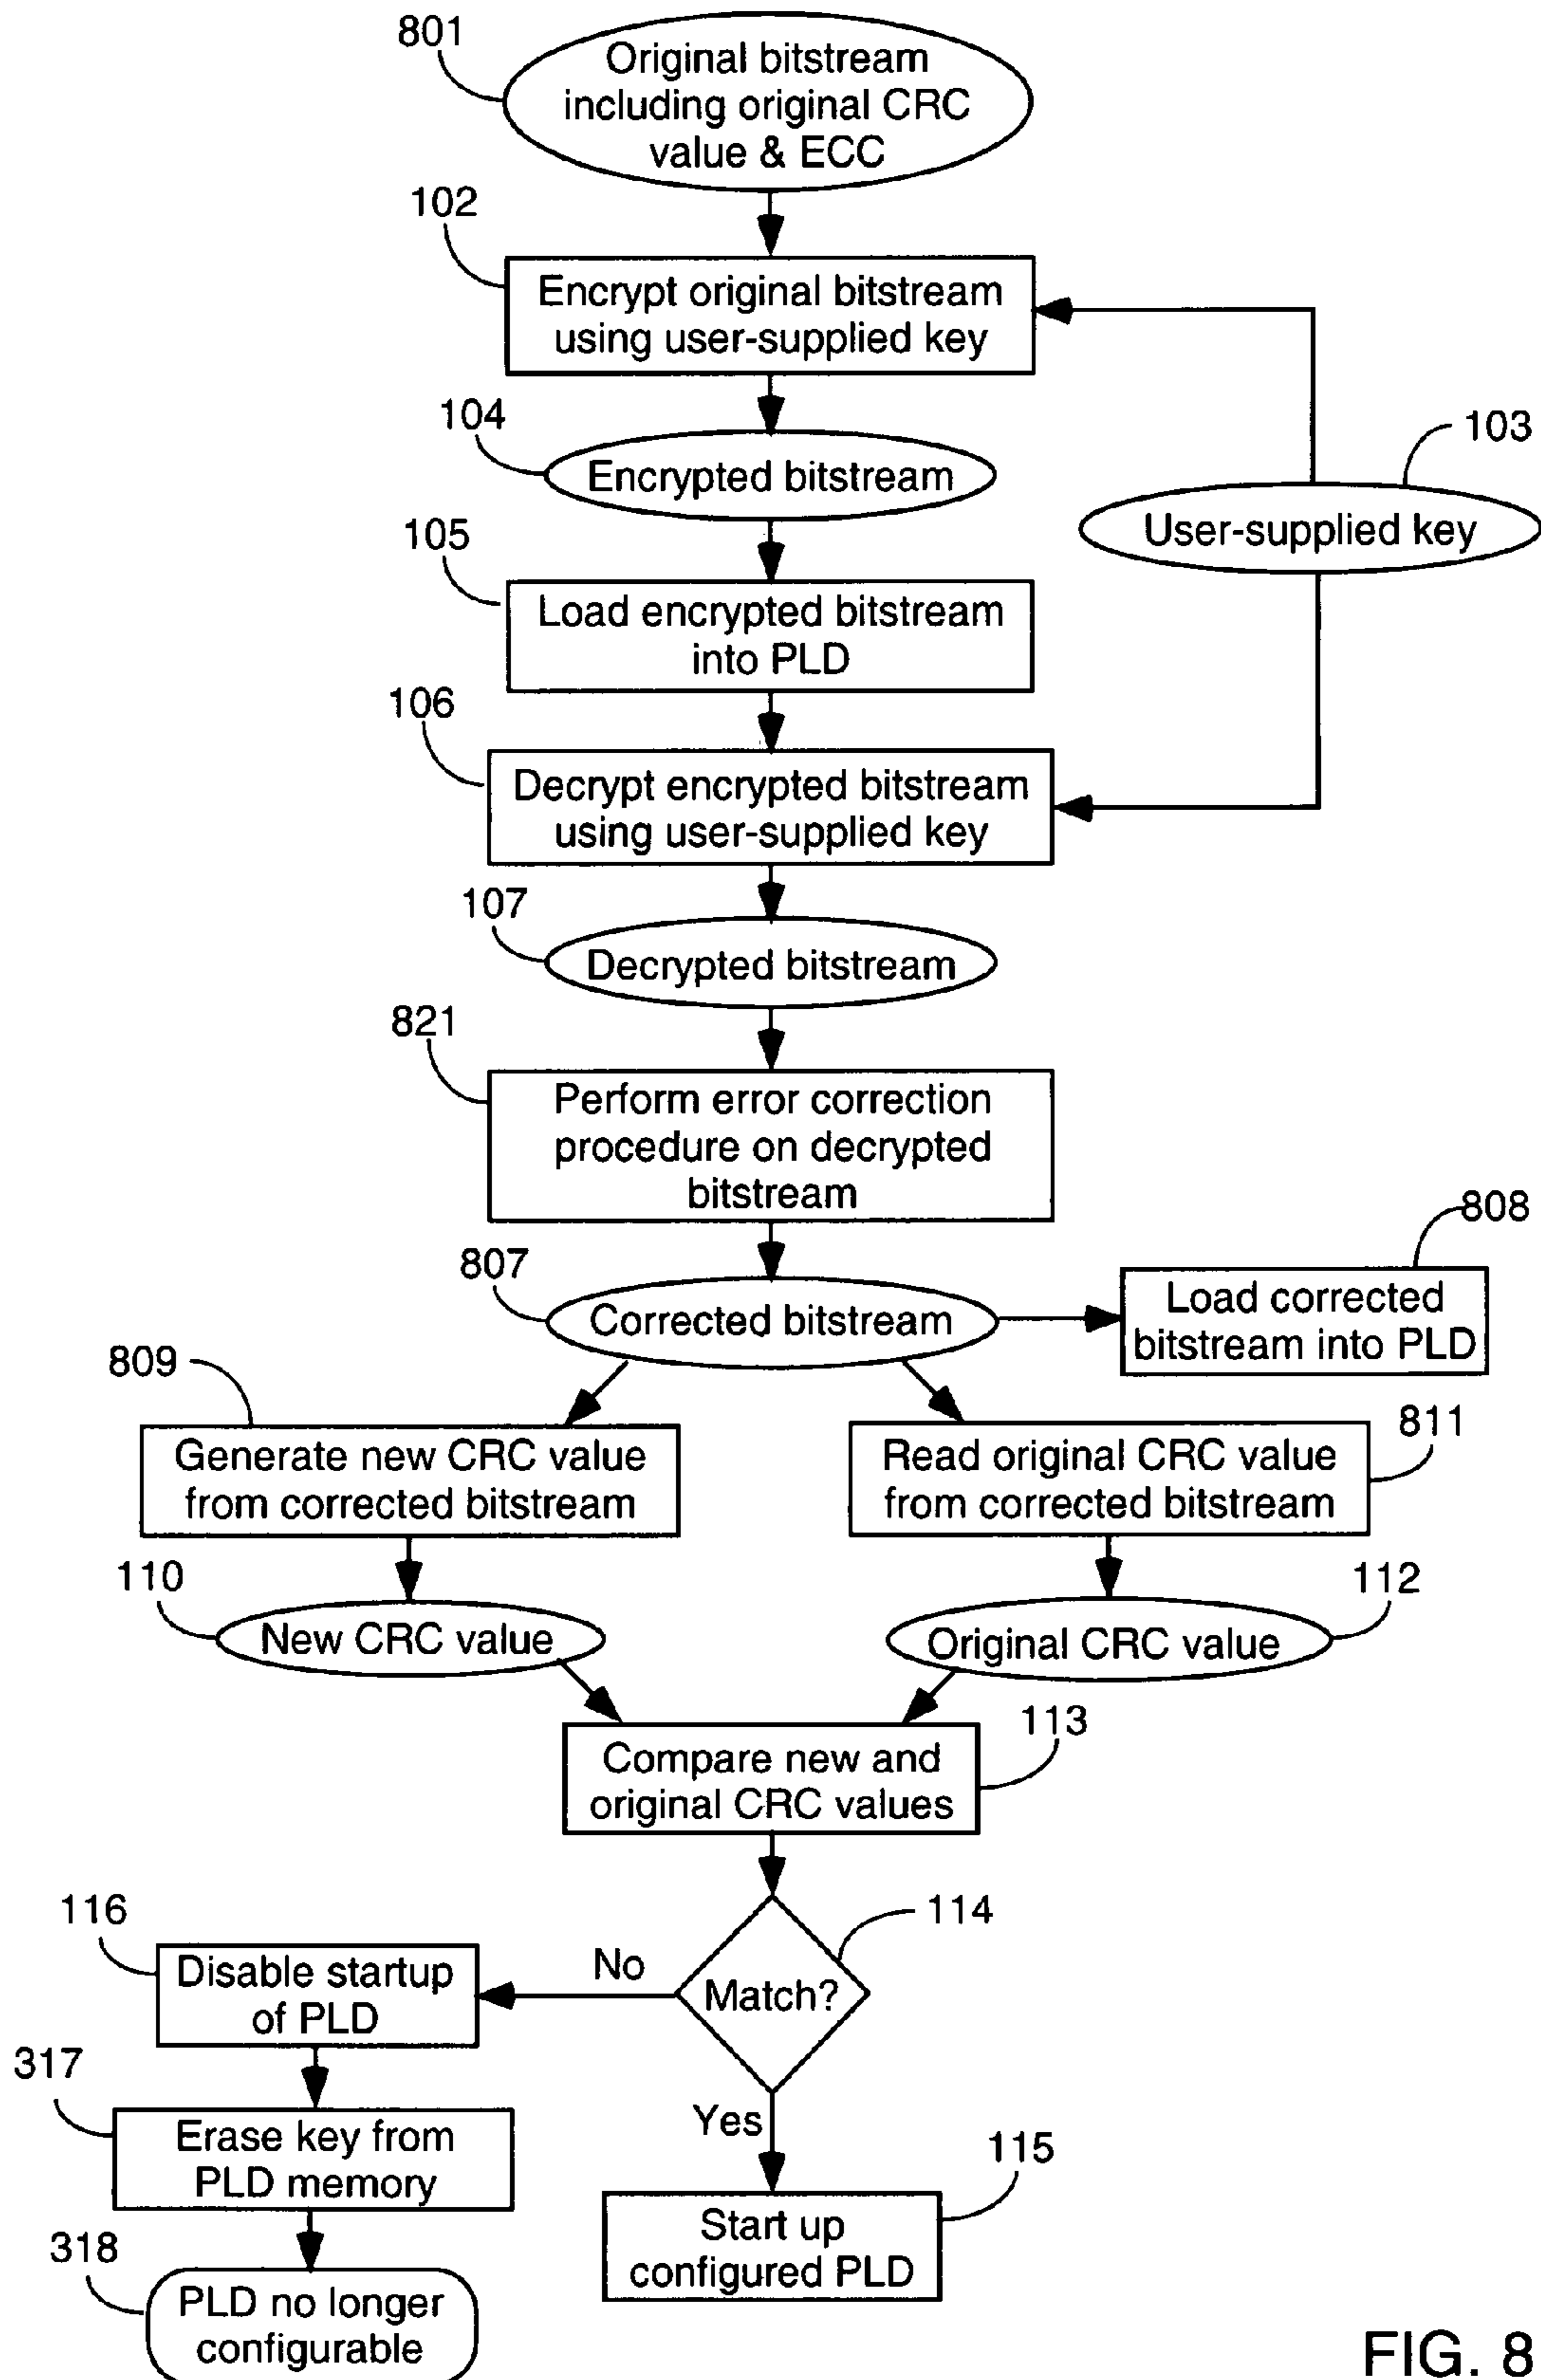 801
Original bitstream
including original CRC
value & ECC
102
Encrypt original bitstream
using user-supplied key
104
Encrypted bitstream
103
User-supplied key
105
Load encrypted bitstream
into PLD
106
Decrypt encrypted bitstream
using user-supplied key
107
Decrypted bitstream
821
Perform error correction
procedure on decrypted
bitstream
807
Corrected bitstream
808
Load corrected
bitstream into PLD
809
Generate new CRC value
from corrected bitstream
811
Read original CRC value
from corrected bitstream
110
New CRC value
112
Original CRC value
113
Compare new and
original CRC values
114
Match?
No
116
Disable startup
of PLD
317
Erase key from
PLD memory
Yes
115
Start up
configured PLD
318
PLD no longer
configurable
FIG. 8